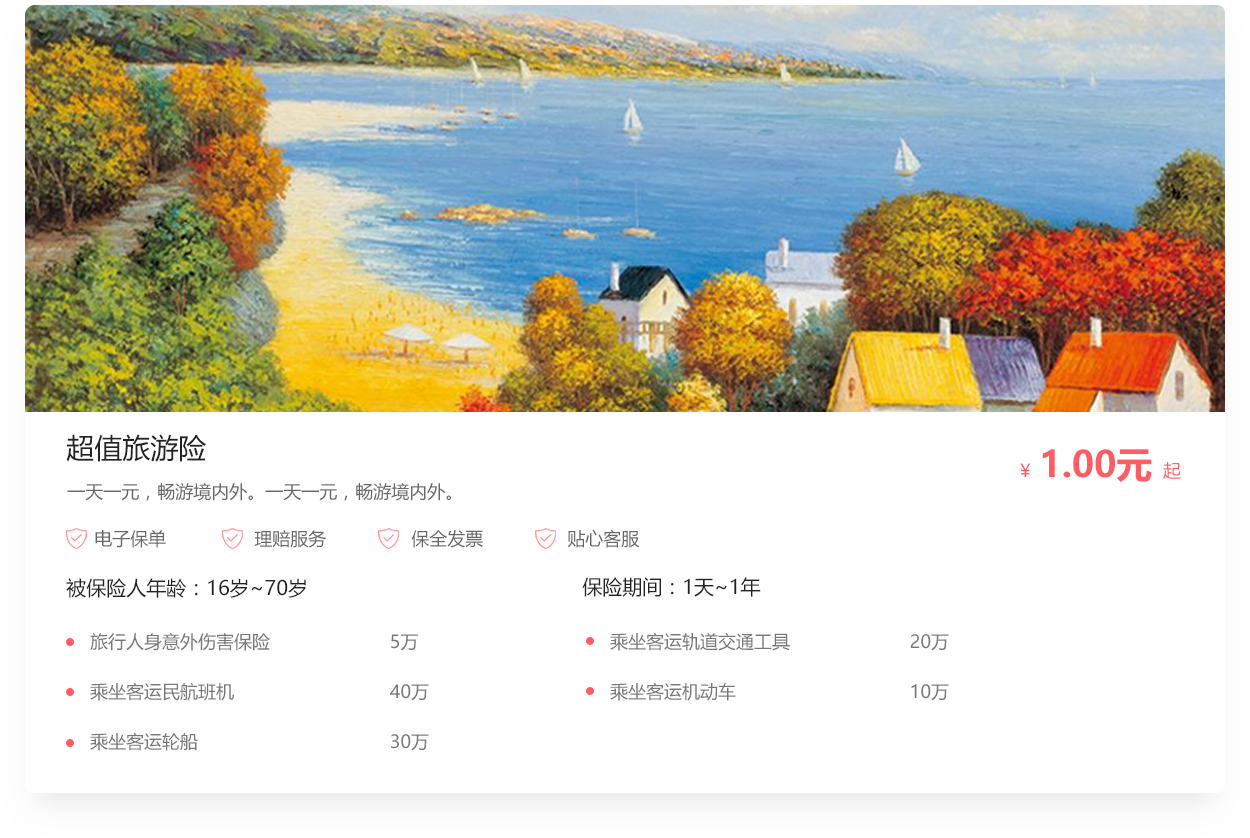 超值旅游险
¥ 1.00元 起
一天一元，畅游境内外。一天一元，畅游境内外。
电子保单 理赔服务 保全发票 贴心客服
被保险人年龄：16岁~70岁 保险期间：1天~1年
旅行人身意外伤害保险 5万 乘坐客运轨道交通工具 20万
乘坐客运民航班机 40万 乘坐客运机动车 10万
乘坐客运轮船 30万